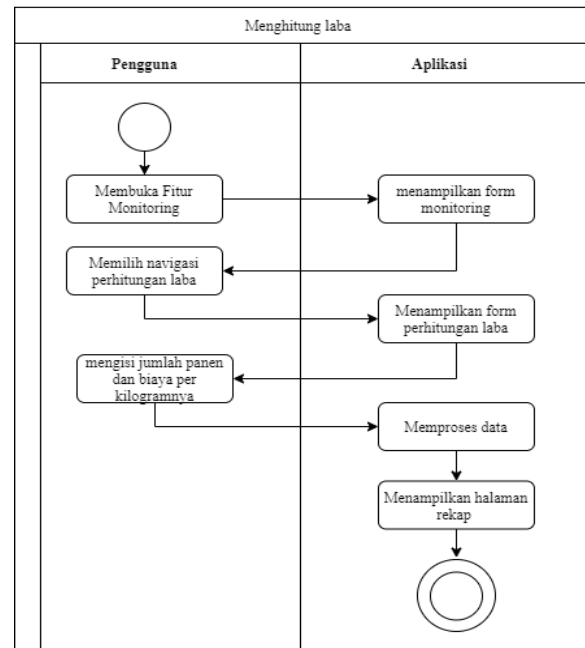 Menghitung laba
Pengguna
Aplikasi
Membuka Fitur
Monitoring
menampilkan form
monitoring
Memilih navigasi
perhitungan laba
Menampilkan form
perhitungan laba
mengisi jumlah panen
dan biaya per
kilogramnya
Memproses data
Menampilkan halaman
rekap